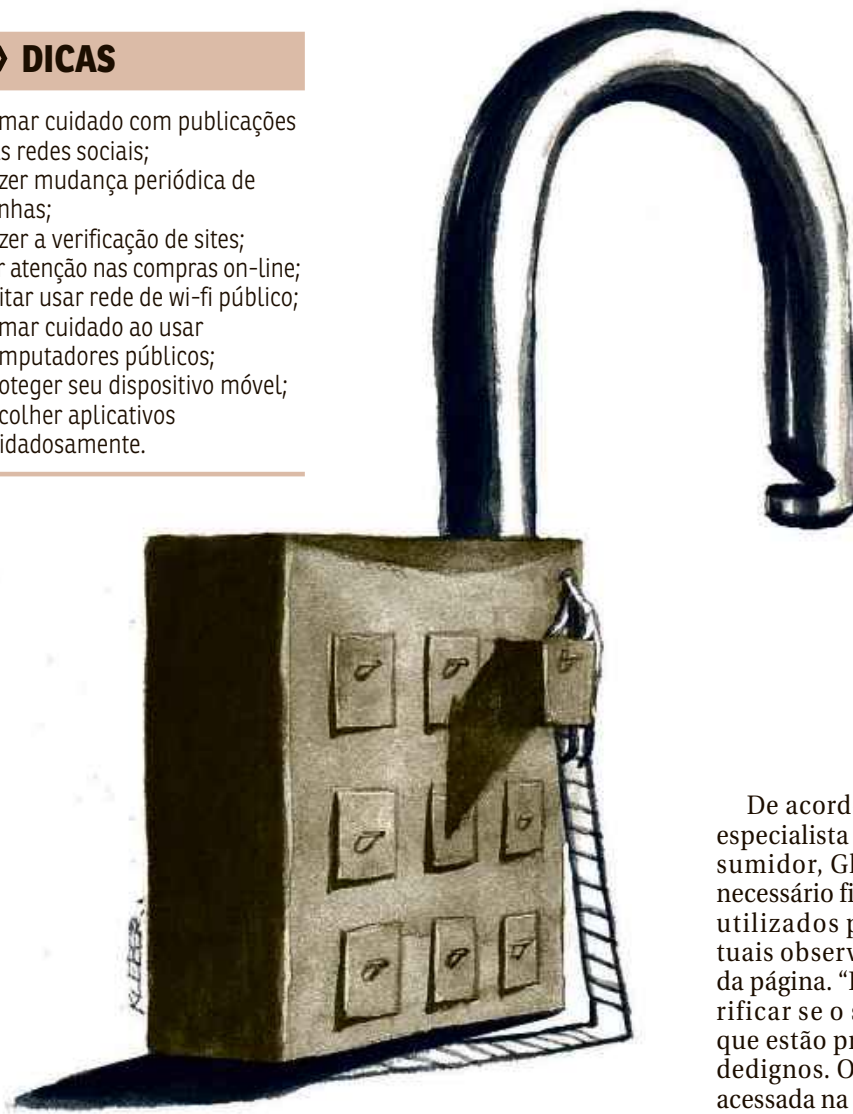 DICAS
mar cuidado com publicações
s redes sociais;
zer mudança periódica de
nhas;
zer a verificação de sites;
r atenção nas compras on-line;
itar usar rede de wi-fi público;
mar cuidado ao usar
mputadores públicos;
oteger seu dispositivo móvel;
colher aplicativos
idadosamente.
KLEBER
De acord
especialista
sumidor, Gl
necessário fi
utilizados p
tuais observ
da página. “
rificar se o s
que estão pr
dedignos. O
acessada na